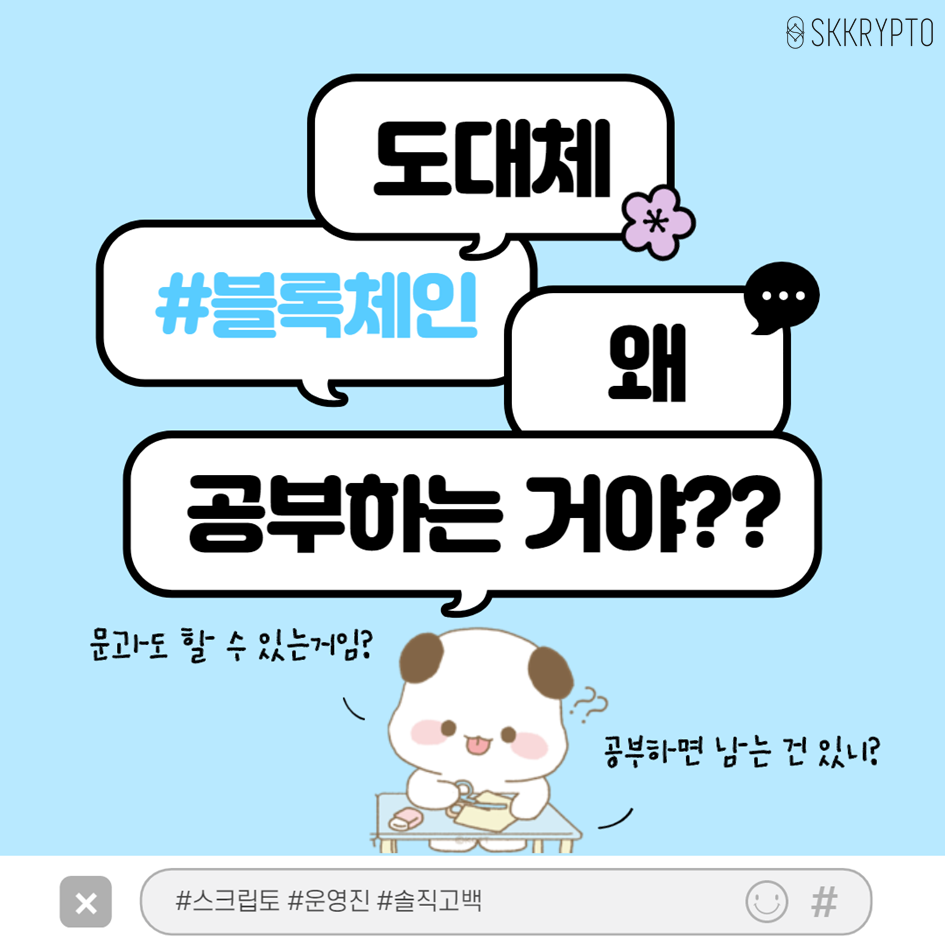 SKKRYPTO
도대체
#블록체인
왜
공부하는 거야??
문과도 할 수 있는거임?
??
공부하면 남는 건 있니?
#스크립토 #운영진 #솔직고백
#